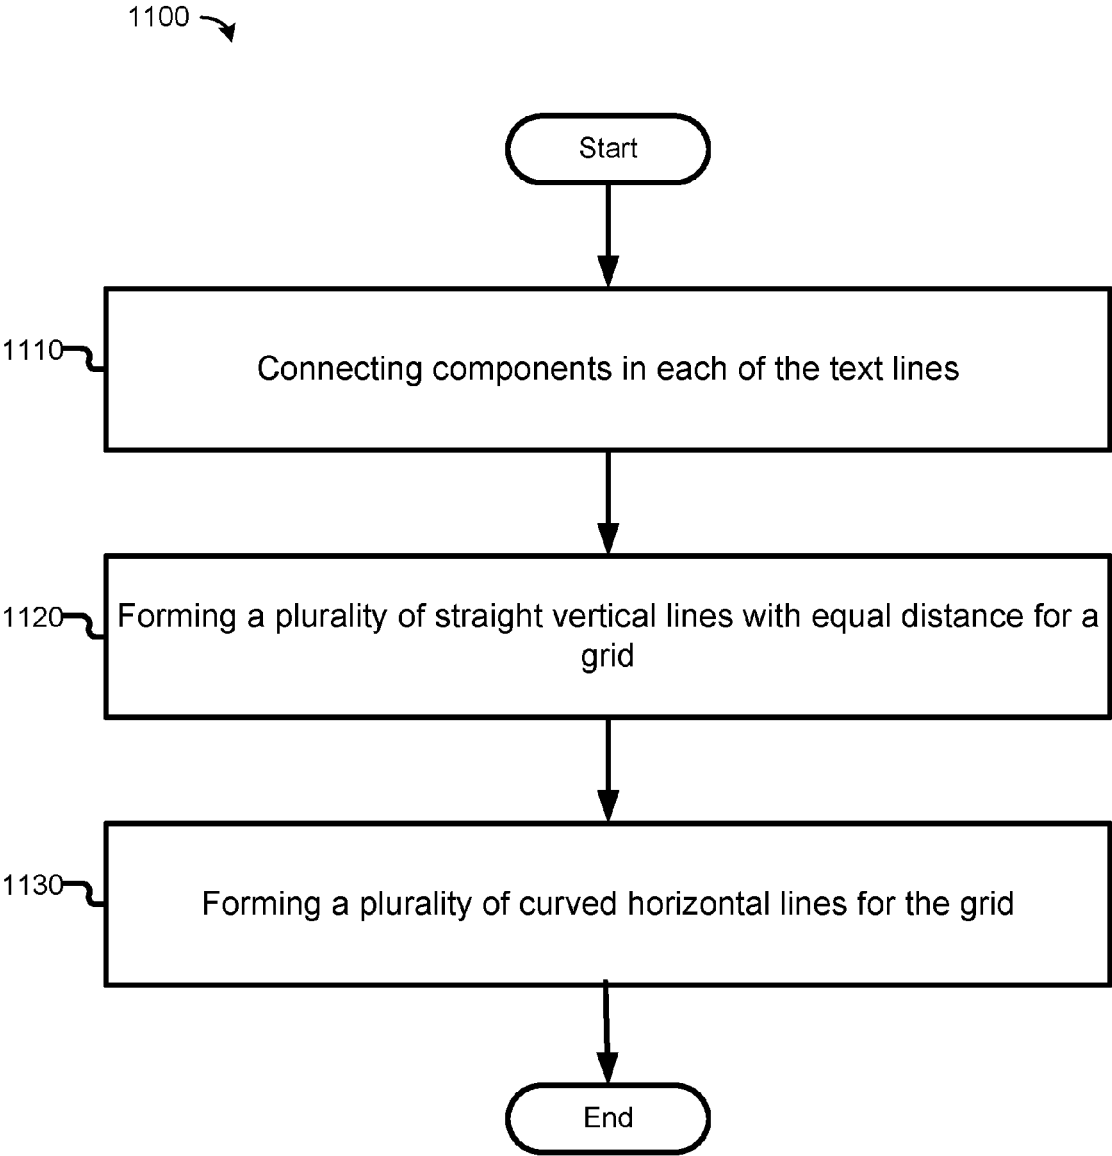 1100
Start
1110
Connecting components in each of the text lines
1120
Forming a plurality of straight vertical lines with equal distance for a
grid
1130
Forming a plurality of curved horizontal lines for the grid
End